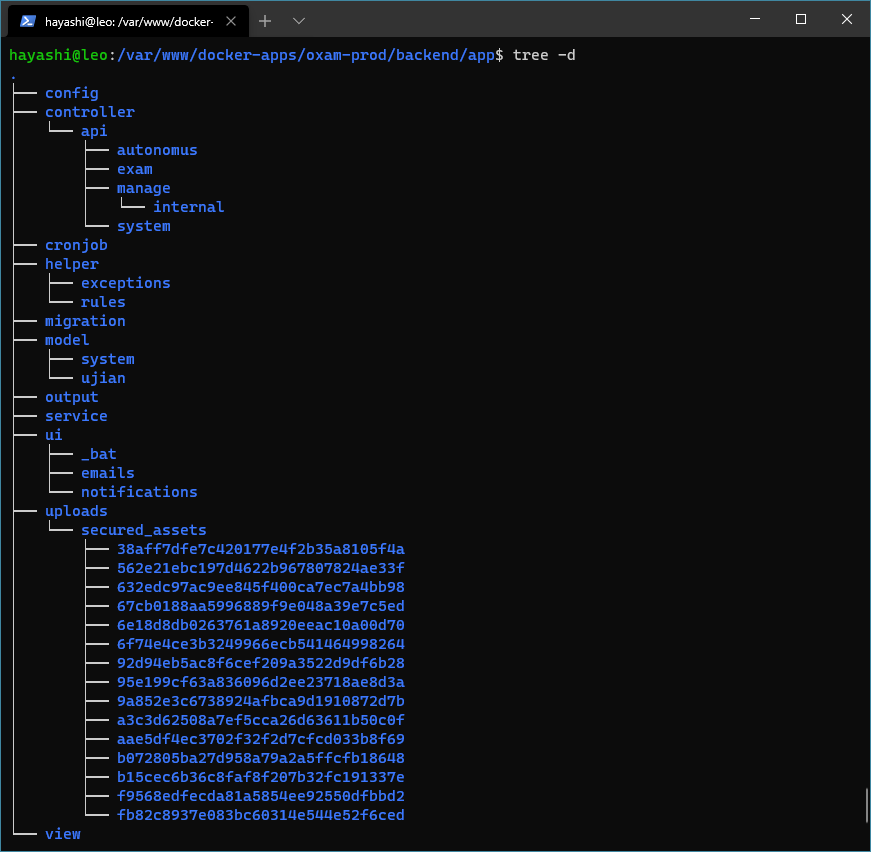 hayashi@leo: /var/www/docker-
hayashi@leo:/var/www/docker-apps/oxam-prod/backend/app$ tree -d
.
├── config
├── controller
│   └── api
│       ├── autonomus
│       ├── exam
│       ├── manage
│       │   └── internal
│       └── system
├── cronjob
├── helper
│   ├── exceptions
│   └── rules
├── migration
├── model
│   ├── system
│   └── ujian
├── output
├── service
├── ui
│   ├── _bat
│   ├── emails
│   └── notifications
├── uploads
│   └── secured_assets
│       ├── 38aff7dfe7c420177e4f2b35a8105f4a
│       ├── 562e21ebc197d4622b967807824ae33f
│       ├── 632edc97ac9ee845f400ca7ec7a4bb98
│       ├── 67cb0188aa5996889f9e048a39e7c5ed
│       ├── 6e18d8db0263761a8920eeac10a00d70
│       ├── 6f74e4ce3b3249966ecb541464998264
│       ├── 92d94eb5ac8f6cef209a3522d9df6b28
│       ├── 95e199cf63a836096d2ee23718ae8d3a
│       ├── 9a852e3c6738924afbca9d1910872d7b
│       ├── a3c3d62508a7ef5cca26d63611b50c0f
│       ├── aae5df4ec3702f32f2d7cfcd033b8f69
│       ├── b072805ba27d958a79a2a5ffcfb18648
│       ├── b15cec6b36c8faf8f207b32fc191337e
│       ├── f9568edfecda81a5854ee92550dfbbd2
│       └── fb82c8937e083bc60314e544e52f6ced
└── view